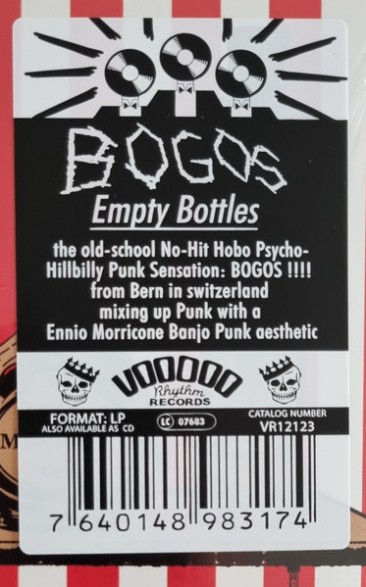 BOGOS
Empty Bottles
the old-school No-Hit Hobo Psycho-
Hillbilly Punk Sensation: BOGOS !!!!
from Bern in switzerland
mixing up Punk with a
Ennio Morricone Banjo Punk aesthetic
VOODOO
Rhythm
RECORDS
FORMAT: LP
ALSO AVAILABLE AS CD
LC 07683
CATALOG NUMBER
VR12123
M
7 640148 983174